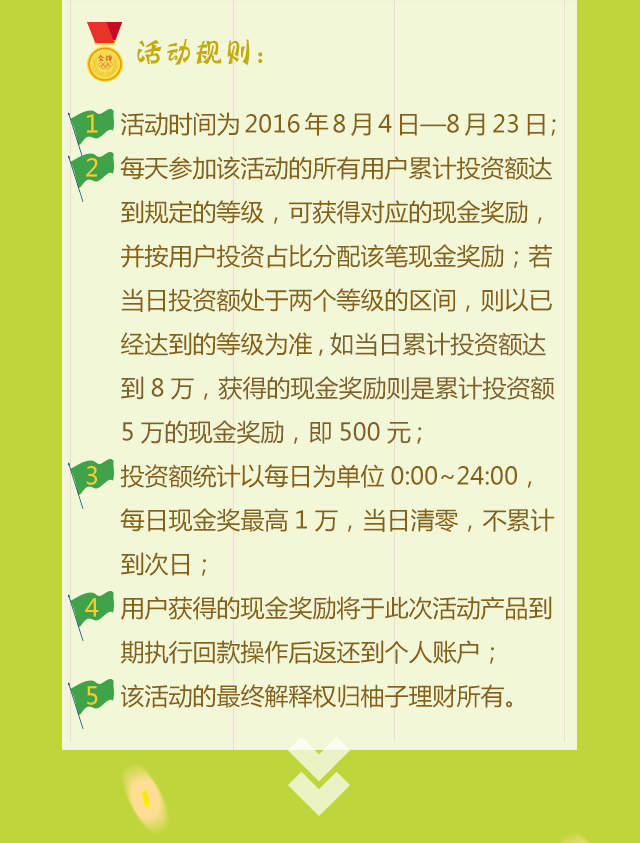 金牌
活动规则：
1 活动时间为2016年8月4日—8月23日；
2 每天参加该活动的所有用户累计投资额达
到规定的等级，可获得对应的现金奖励，
并按用户投资占比分配该笔现金奖励；若
当日投资额处于两个等级的区间，则以已
经达到的等级为准，如当日累计投资额达
到8万，获得的现金奖励则是累计投资额
5万的现金奖励，即500元；
3 投资额统计以每日为单位0:00~24:00，
每日现金奖最高1万，当日清零，不累计
到次日；
4 用户获得的现金奖励将于此次活动产品到
期执行回款操作后返还到个人账户；
5 该活动的最终解释权归柚子理财所有。